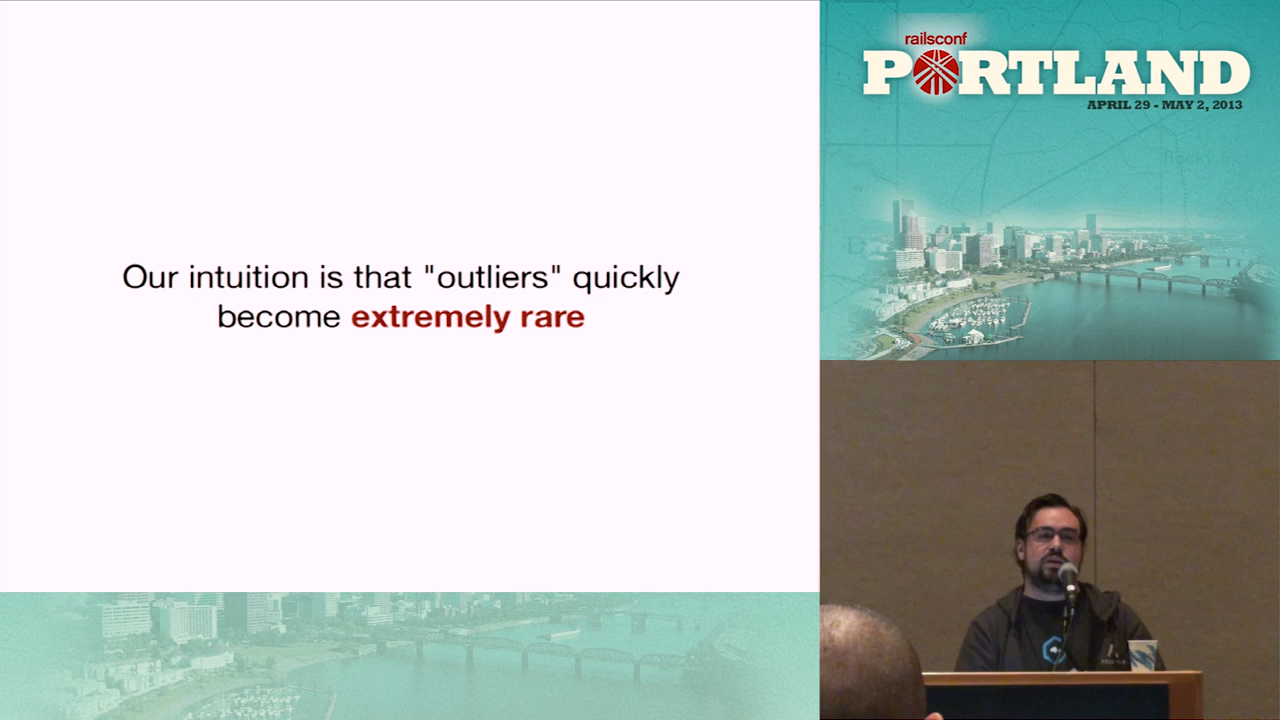 Our intuition is that "outliers" quickly
become extremely rare
railsconf
PORTLAND
APRIL 29 - MAY 2, 2013